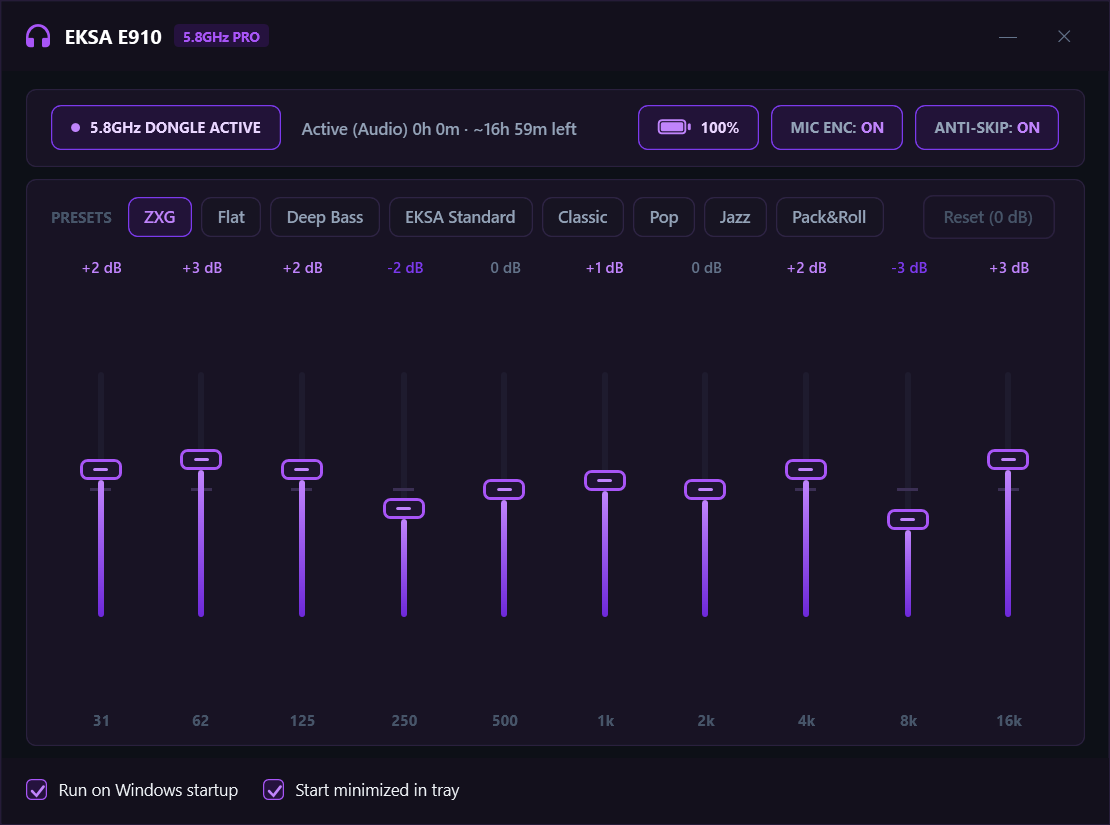 EKSA E910 5.8GHz PRO
5.8GHz DONGLE ACTIVE Active (Audio) 0h 0m · ~16h 59m left 100% MIC ENC: ON ANTI-SKIP: ON
PRESETS ZXG Flat Deep Bass EKSA Standard Classic Pop Jazz Pack&Roll Reset (0 dB)
+2 dB +3 dB +2 dB -2 dB 0 dB +1 dB 0 dB +2 dB -3 dB +3 dB
31 62 125 250 500 1k 2k 4k 8k 16k
Run on Windows startup Start minimized in tray